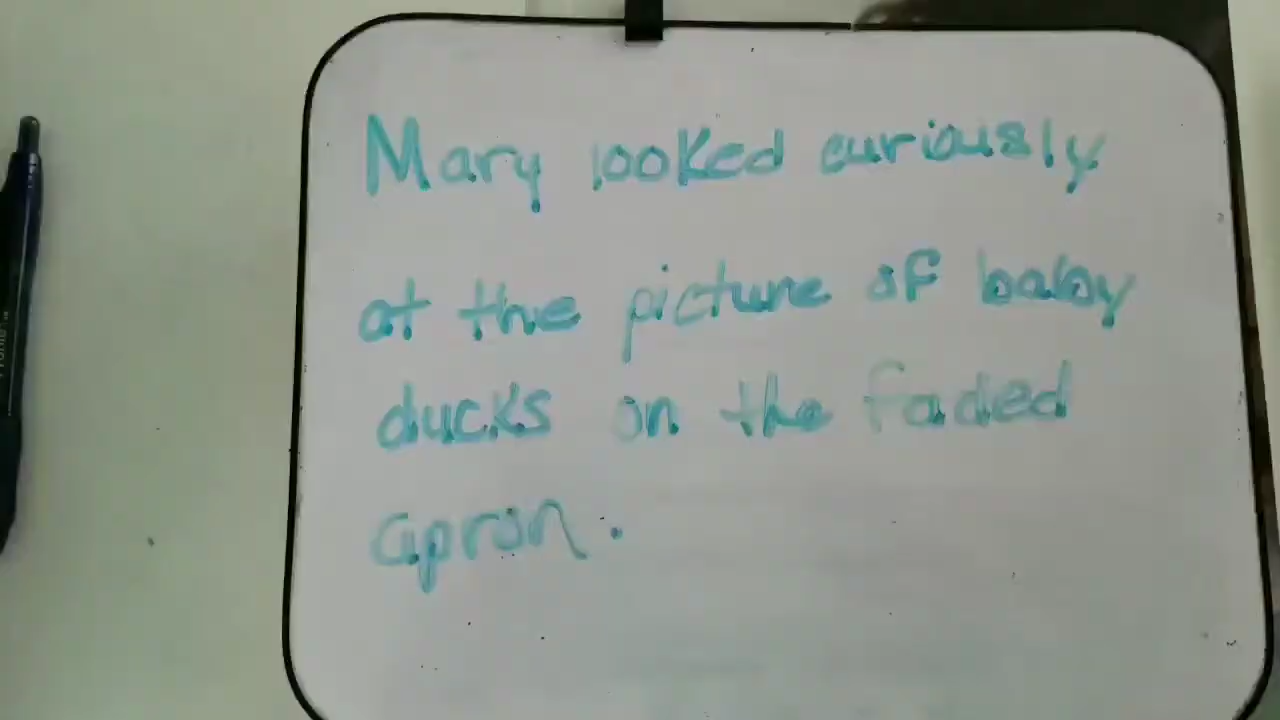 Mary looked curiously
at the picture of baby
ducks on the faded
apron.